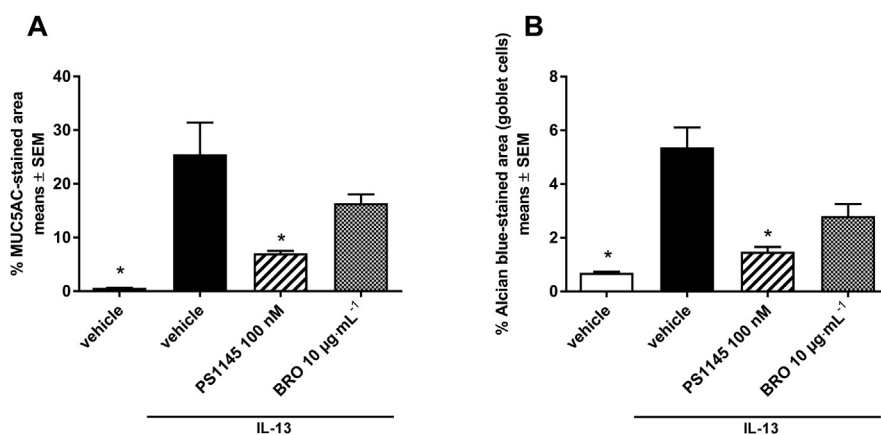 A
% MUC5AC-stained area
means ± SEM
40
30
20
10
0
*
*
vehicle
vehicle
PS1145 100 nM
BRO 10 µg·mL⁻¹
IL-13
B
% Alcian blue-stained area (goblet cells)
means ± SEM
8
6
4
2
0
*
*
vehicle
vehicle
PS1145 100 nM
BRO 10 µg·mL⁻¹
IL-13